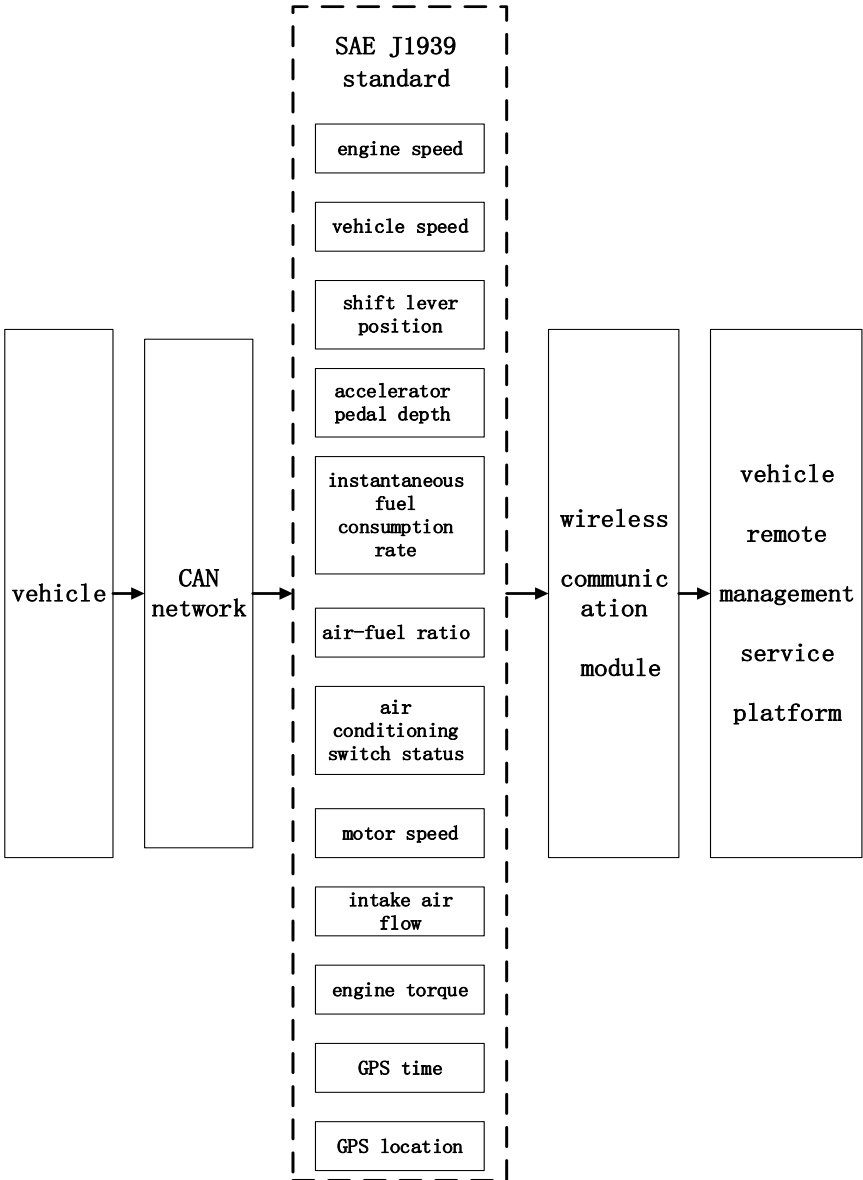 SAE J1939
standard
engine speed
vehicle speed
shift lever
position
accelerator
pedal depth
instantaneous
fuel
consumption
rate
air-fuel ratio
air
conditioning
switch status
motor speed
intake air
flow
engine torque
GPS time
GPS location
vehicle
CAN
network
wireless
communic
ation
module
vehicle
remote
management
service
platform